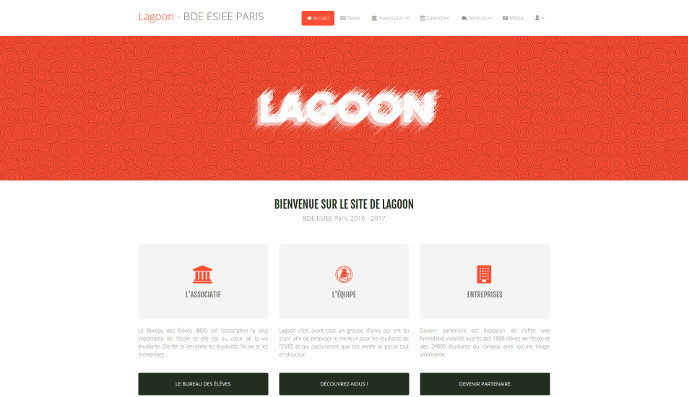 Lagoon - BDE ESIEE PARIS
Accueil News Association Calendrier Services Média
LAGOON
BIENVENUE SUR LE SITE DE LAGOON
BDE ESIEE Paris 2016 - 2017
L'ASSOCIATIF
L'ÉQUIPE
ENTREPRISES
Le Bureau des Élèves (BDE) est l'association la plus
importante de l'école et elle est au cœur de la vie
étudiante. Elle fait le lien entre les étudiants, l'école et les
entreprises.
Lagoon c'est avant tout un groupe d'amis qui ont su
s'unir afin de proposer le meilleur pour les étudiants de
l'ESIEE et qui s'assureront que ton année se passe tout
en douceur.
Devenir partenaire est l'occasion de s'offrir une
formidable visibilité auprès des 1800 élèves de l'école et
des 24000 étudiants du campus ainsi qu'une image
valorisante.
LE BUREAU DES ÉLÈVES
DÉCOUVREZ-NOUS !
DEVENIR PARTENAIRE